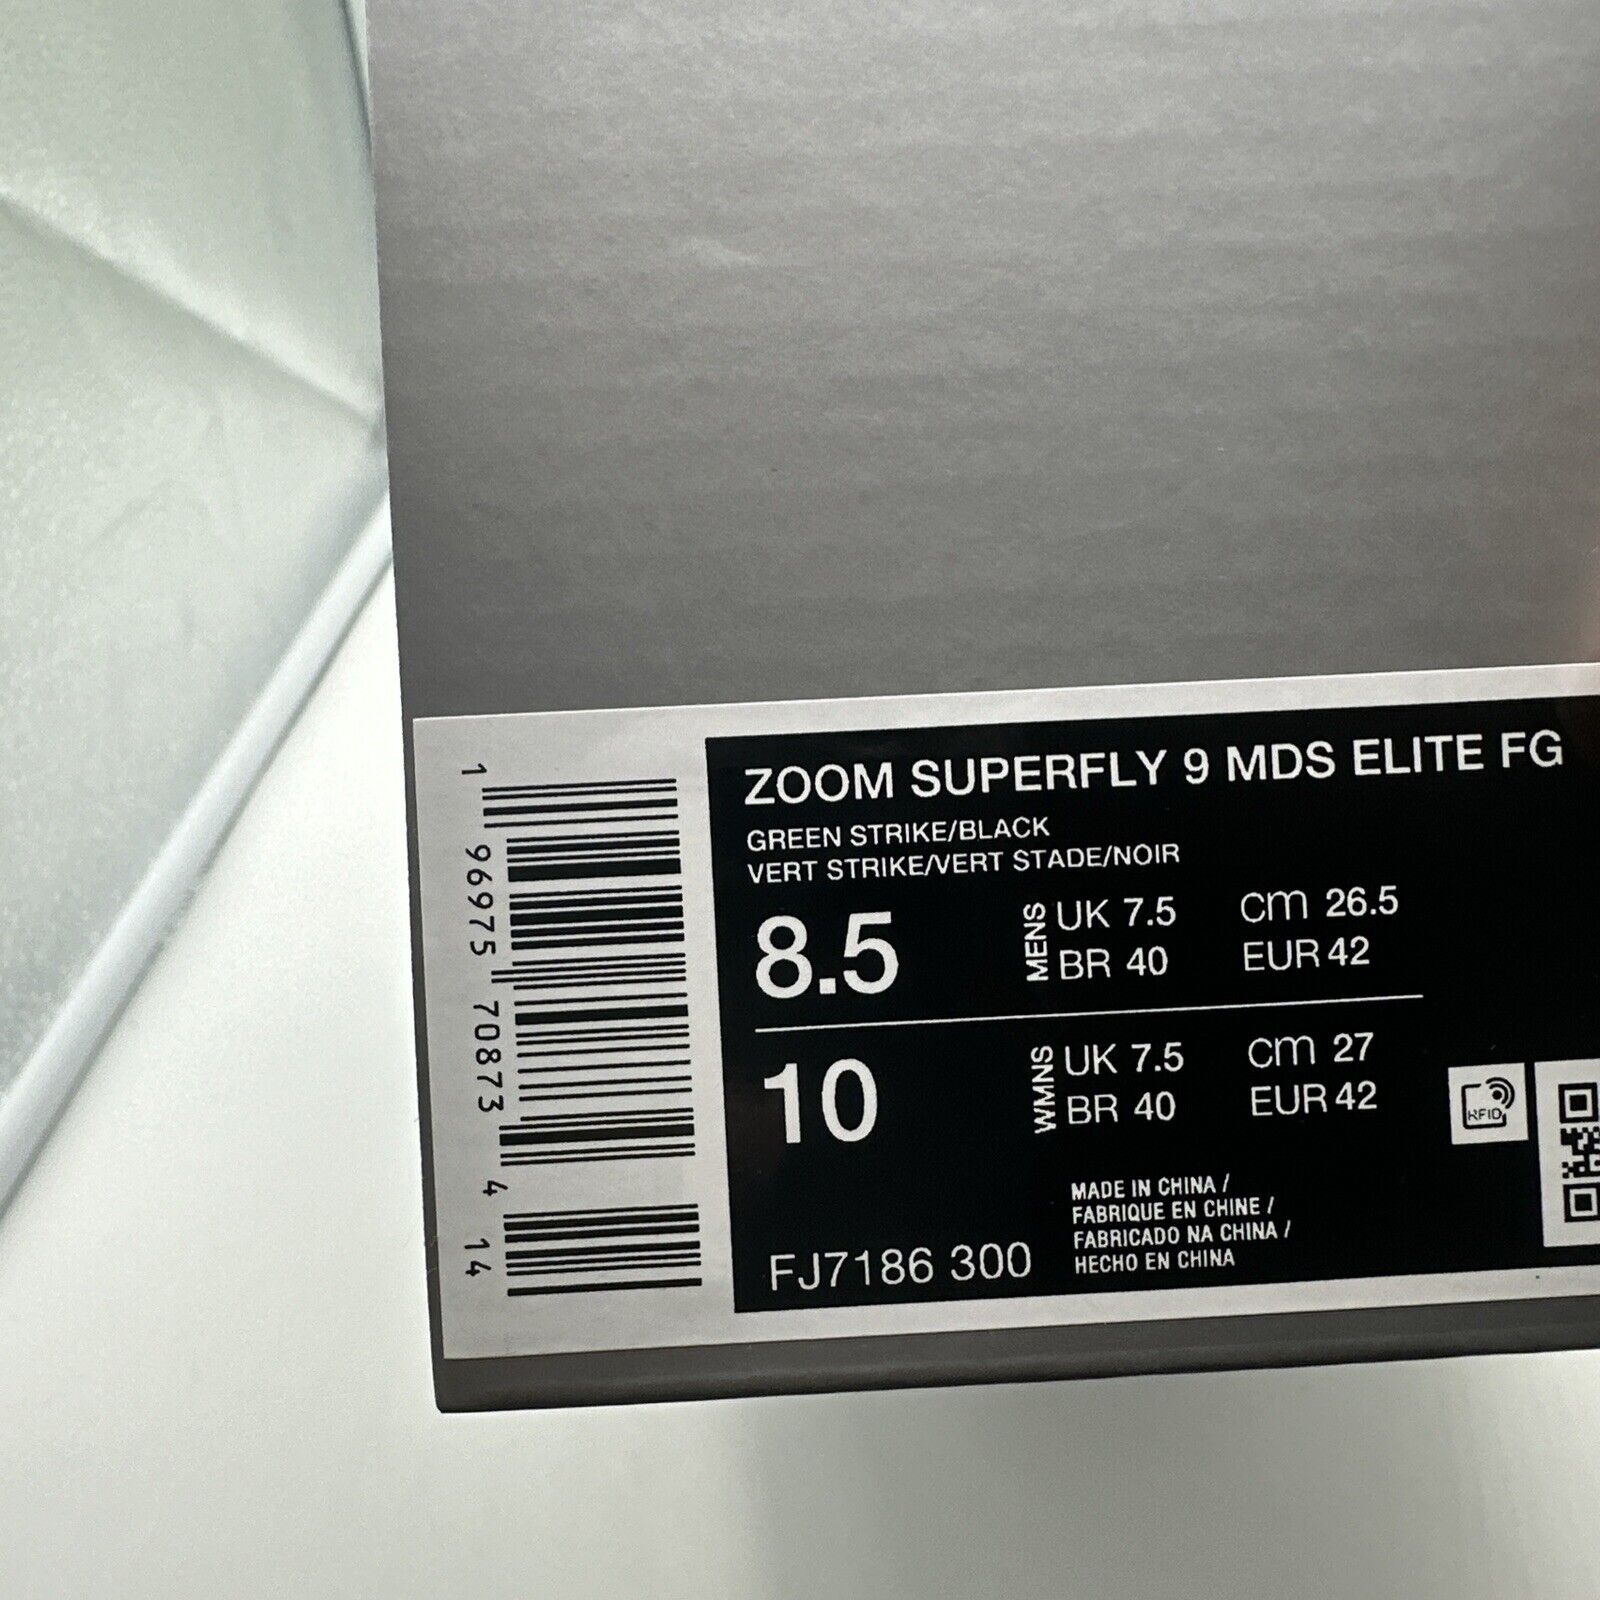 ZOOM SUPERFLY 9 MDS ELITE FG
GREEN STRIKE/BLACK
VERT STRIKE/VERT STADE/NOIR
8.5
MENS
UK 7.5 cm 26.5
BR 40 EUR 42
10
WMNS
UK 7.5 cm 27
BR 40 EUR 42
RFID
MADE IN CHINA /
FABRIQUE EN CHINE /
FABRICADO NA CHINA /
HECHO EN CHINA
FJ7186 300
1 96975 70873 4 14